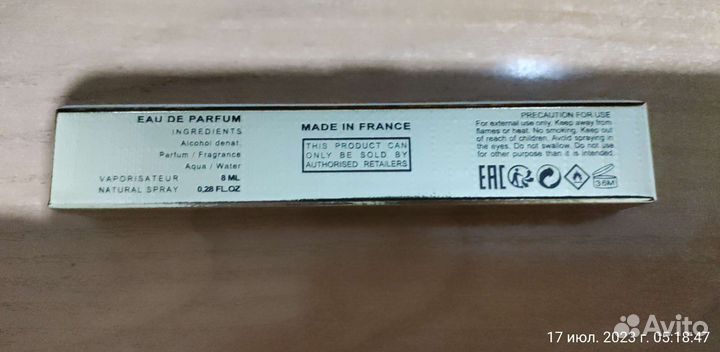 EAU DE PARFUM
INGREDIENTS
Alcohol denat.
Parfum / Fragrance
Aqua / Water
VAPORISATEUR 8 ML
NATURAL SPRAY 0,28 FL.OZ
MADE IN FRANCE
THIS PRODUCT CAN
ONLY BE SOLD BY
AUTHORISED RETAILERS
PRECAUTION FOR USE
For external use only. Keep away from
flames or heat. No smoking. Keep out
of reach of children. Avoid spraying in
the eyes. Do not swallow. Do not use
for other purpose than it is intended.
EAC
36M
17 июл. 2023 г. 05:18:47
Avito